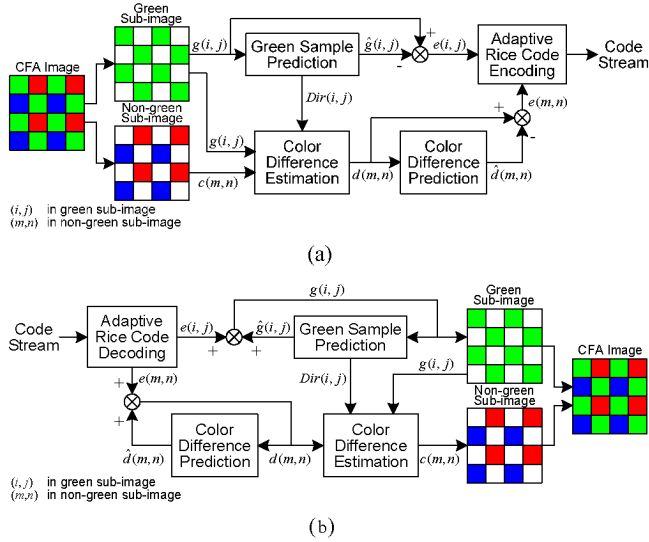 Green
Sub-image
CFA Image
g(i, j)
Green Sample
Prediction
ĝ(i, j)
+
-
e(i, j)
Adaptive
Rice Code
Encoding
Code
Stream
Non-green
Sub-image
Dir(i, j)
e(m,n)
g(i, j)
+
-
Color
Difference
Estimation
d(m,n)
Color
Difference
Prediction
d̂(m,n)
c(m,n)
(i, j) in green sub-image
(m,n) in non-green sub-image
(a)
g(i, j)
Green
Sub-image
Code
Stream
Adaptive
Rice Code
Decoding
e(i, j)
+
ĝ(i, j)
+
Green Sample
Prediction
CFA Image
g(i, j)
Dir(i, j)
Non-green
Sub-image
e(m,n)
+
+
d̂(m,n)
Color
Difference
Prediction
d(m,n)
Color
Difference
Estimation
c(m,n)
(i, j) in green sub-image
(m,n) in non-green sub-image
(b)